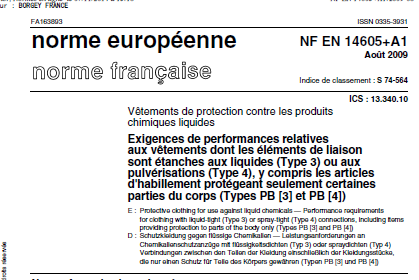 ur : BORSEY FRANCE
FA163893
ISSN 0335-3931
norme européenne
NF EN 14605+A1
Août 2009
norme française
Indice de classement : S 74-564
ICS : 13.340.10
Vêtements de protection contre les produits
chimiques liquides
Exigences de performances relatives
aux vêtements dont les éléments de liaison
sont étanches aux liquides (Type 3) ou aux
pulvérisations (Type 4), y compris les articles
d'habillement protégeant seulement certaines
parties du corps (Types PB [3] et PB [4])
E : Protective clothing for use against liquid chemicals — Performance requirements
for clothing with liquid-tight (Type 3) or spray-tight (Type 4) connections, including items
providing protection to parts of the body only (Types PB [3] and PB [4])
D : Schutzkleidung gegen flüssige Chemikalien — Leistungsanforderungen an
Chemikalienschutzanzüge mit flüssigkeitsdichten (Typ 3) oder spraydichten (Typ 4)
Verbindungen zwischen den Teilen der Kleidung einschließlich der Kleidungsstücke,
die nur einen Schutz für Teile des Körpers gewähren (Typen PB [3] und PB [4])
droits réservés